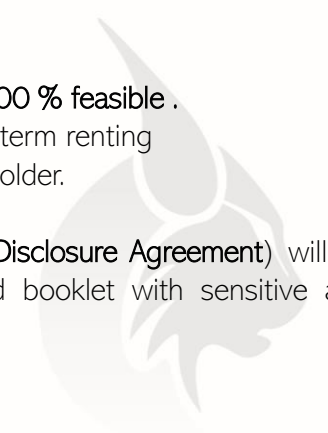 00 % feasible .
term renting
older.
Disclosure Agreement) will
booklet with sensitive